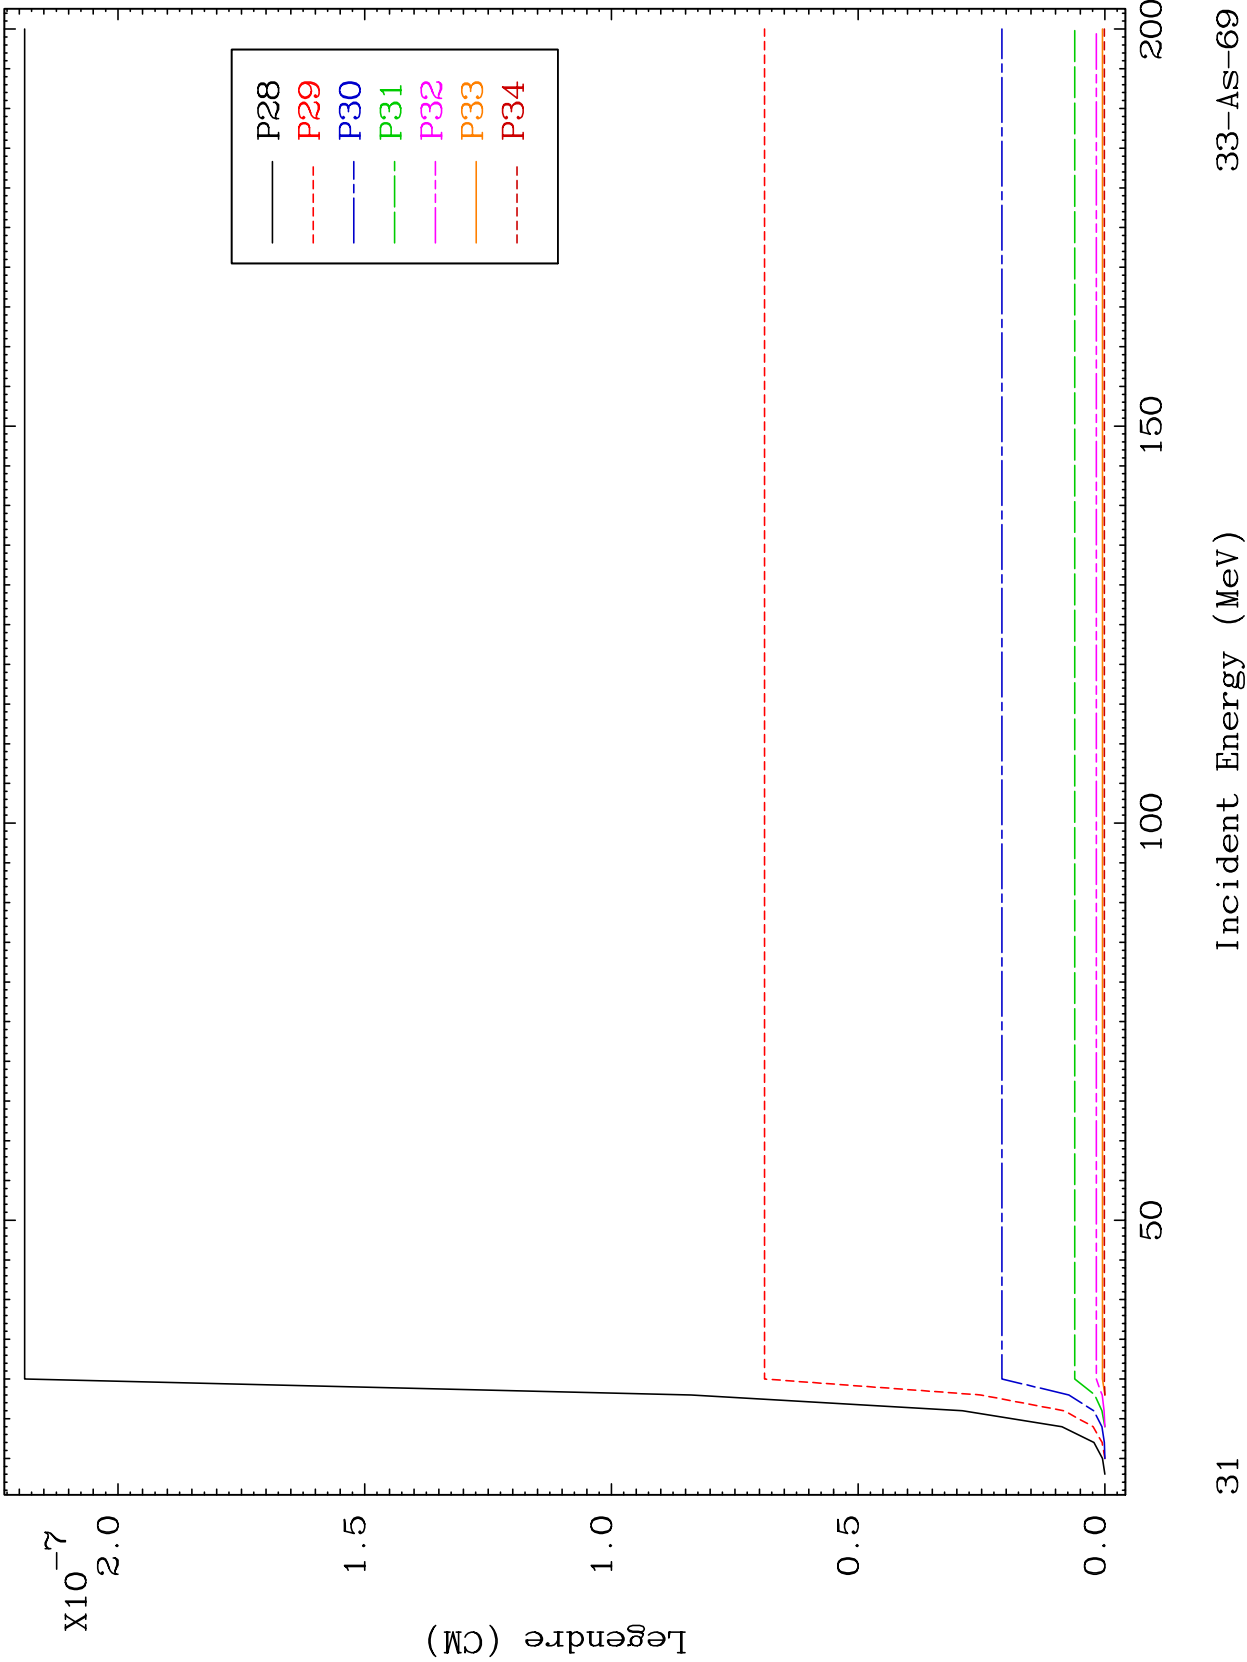 X10-7
2.0
1.5
1.0
0.5
0.0
Legendre (CM)
P28
P29
P30
P31
P32
P33
P34
50
100
150
200
Incident Energy (MeV)
31
33-As-69